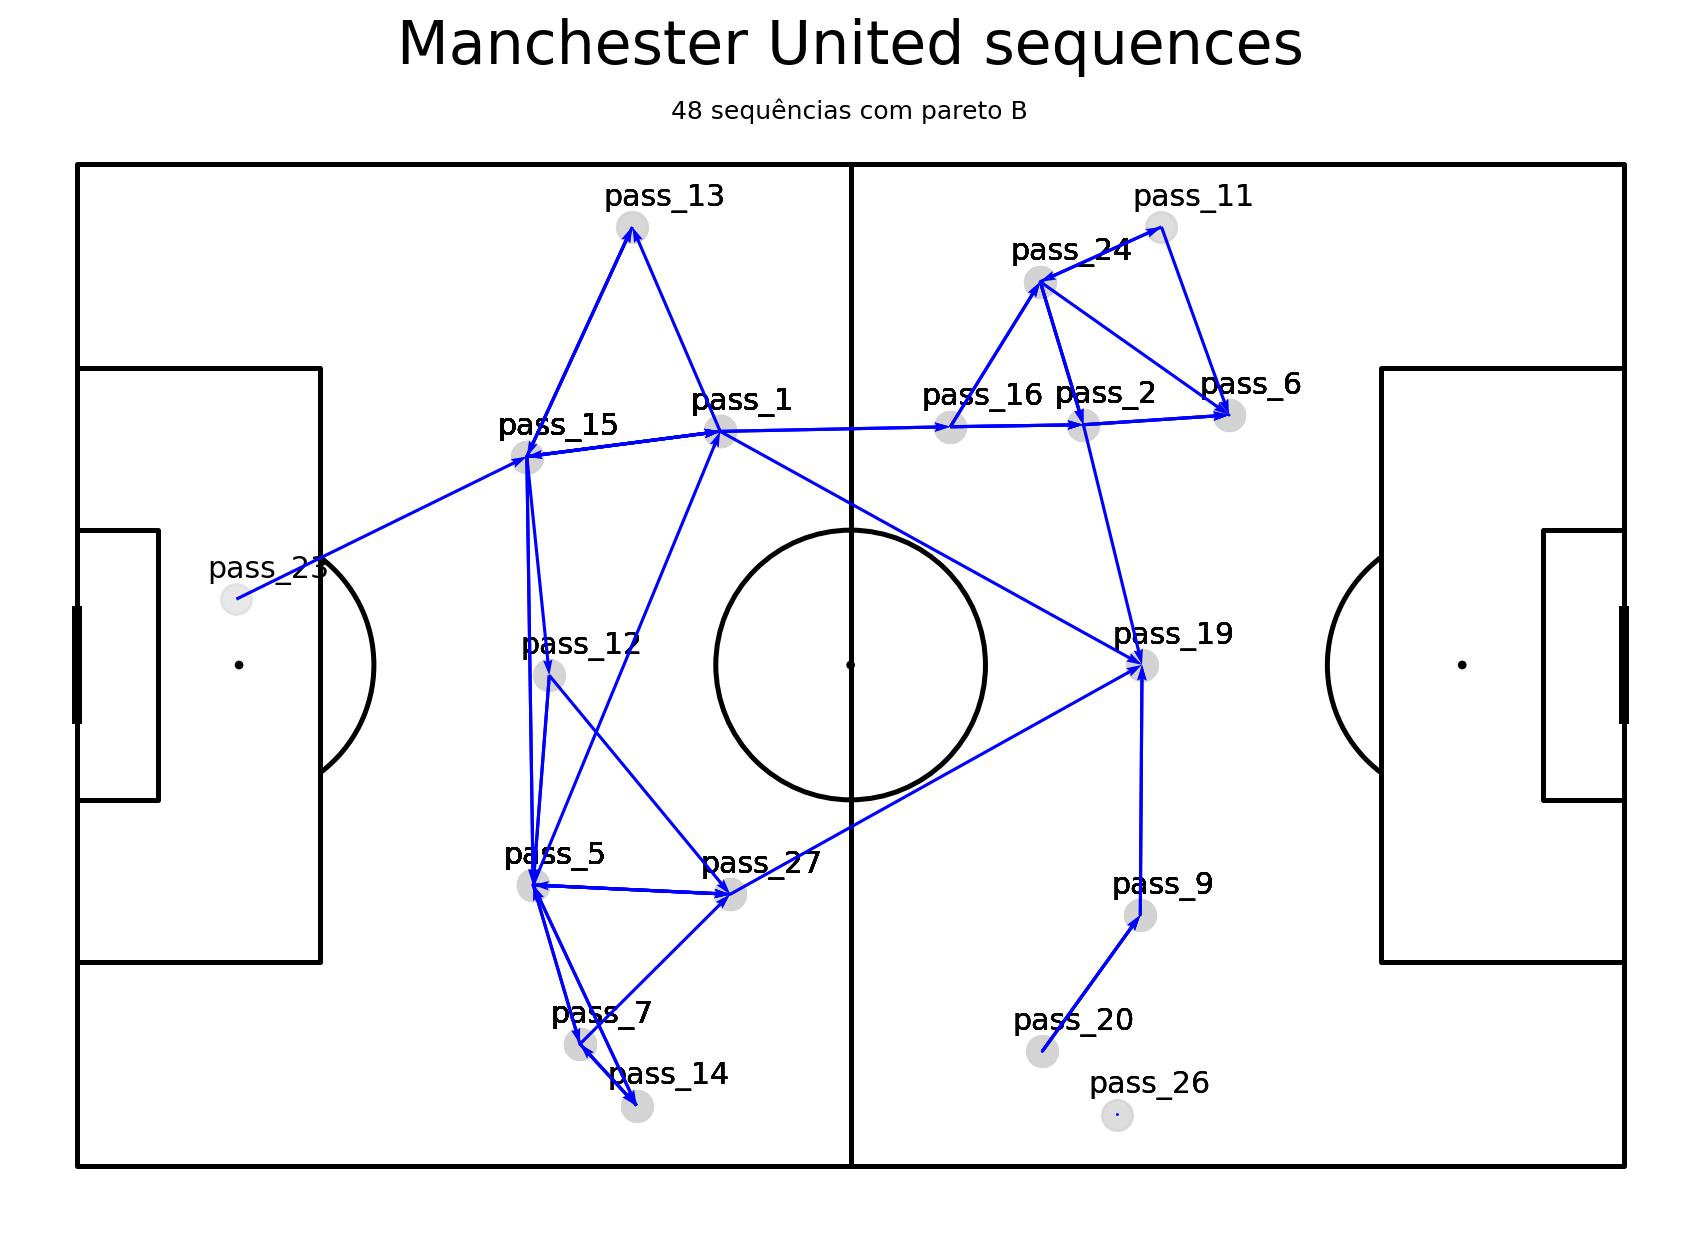 Manchester United sequences
48 sequências com pareto B
pass_13
pass_11
pass_24
pass_6
pass_16
pass_2
pass_1
pass_15
pass_23
pass_19
pass_12
pass_5
pass_27
pass_9
pass_7
pass_20
pass_14
pass_26